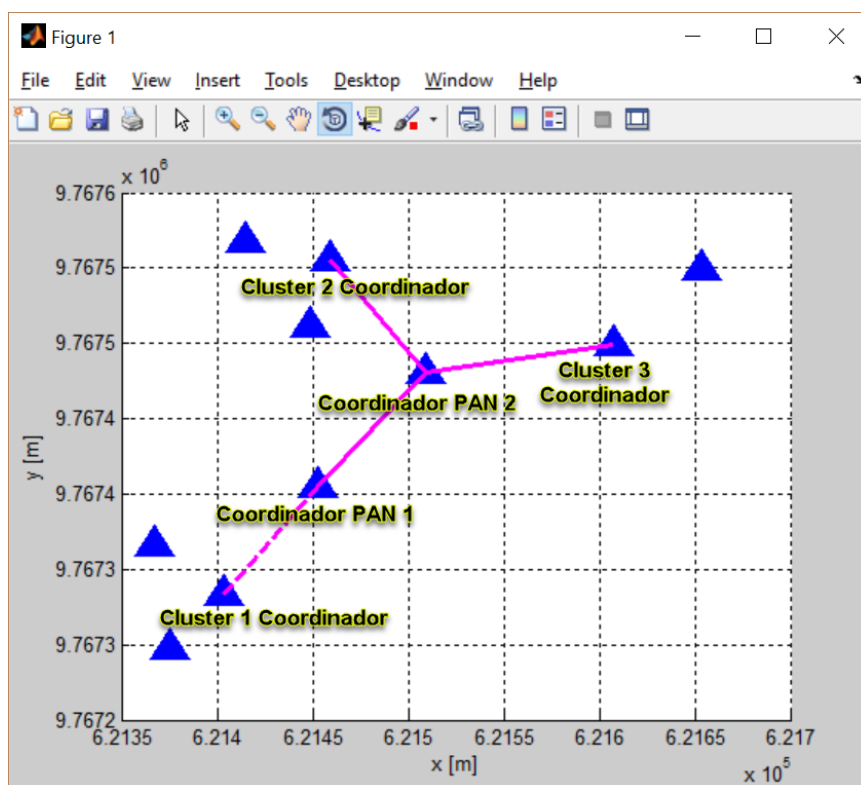 Figure 1
File Edit View Insert Tools Desktop Window Help
x 10^6
9.7676
9.7675
Cluster 2 Coordinador
9.7675
Cluster 3
Coordinador
9.7674
Coordinador PAN 2
y [m]
9.7674
Coordinador PAN 1
9.7673
Cluster 1 Coordinador
9.7673
9.7672
6.2135 6.214 6.2145 6.215 6.2155 6.216 6.2165 6.217
x [m]
x 10^5